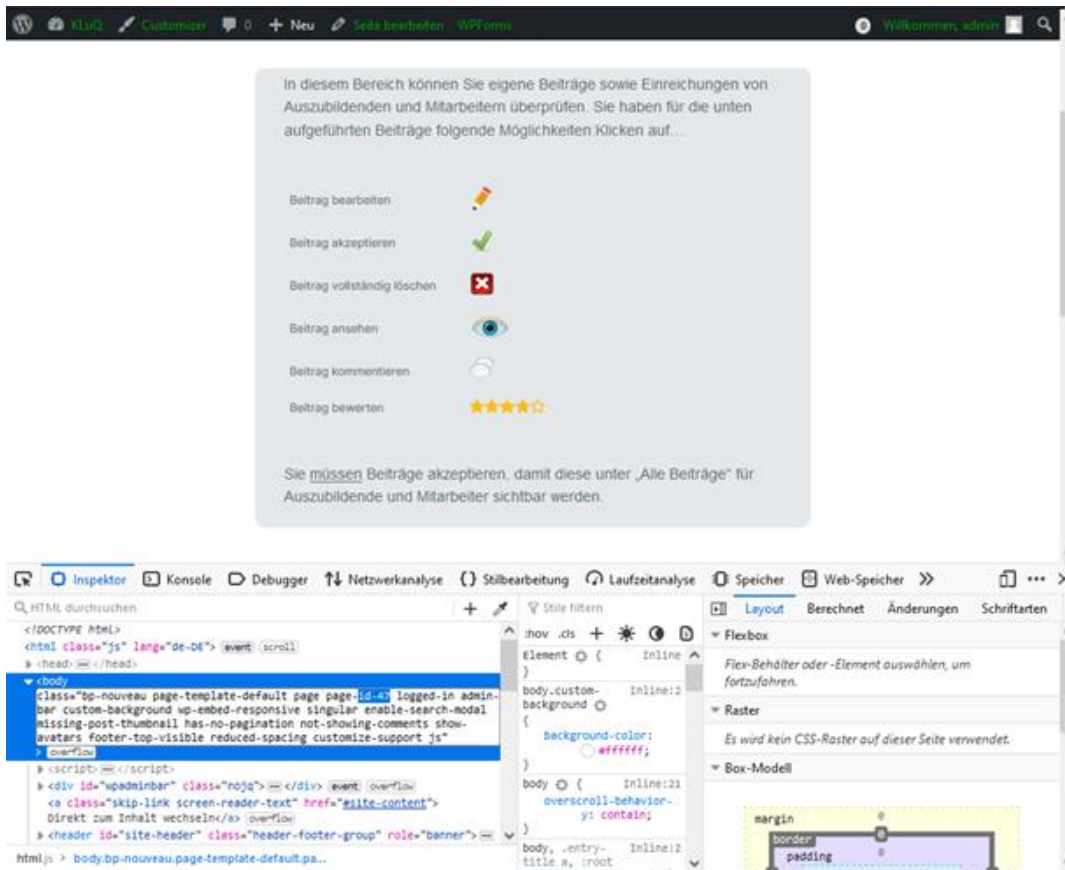 KLuQ Customizer 0 + Neu Seite bearbeiten WPForms 0 Willkommen, admin
In diesem Bereich können Sie eigene Beiträge sowie Einreichungen von
Auszubildenden und Mitarbeitern überprüfen. Sie haben für die unten
aufgeführten Beiträge folgende Möglichkeiten Klicken auf...
Beitrag bearbeiten
Beitrag akzeptieren
Beitrag vollständig löschen
Beitrag ansehen
Beitrag kommentieren
Beitrag bewerten
Sie müssen Beiträge akzeptieren, damit diese unter „Alle Beiträge“ für
Auszubildende und Mitarbeiter sichtbar werden.
Inspektor Konsole Debugger Netzwerkanalyse {} Stilbearbeitung Laufzeitanalyse Speicher Web-Speicher
HTML durchsuchen
<!DOCTYPE html>
<html class="js" lang="de-DE"> event scroll
<head> </head>
<body
class="bp-nouveau page-template-default page page-id-47 logged-in admin-
bar custom-background wp-embed-responsive singular enable-search-modal
missing-post-thumbnail has-no-pagination not-showing-comments show-
avatars footer-top-visible reduced-spacing customize-support js"
> overflow
<script> </script>
<div id="wpadminbar" class="nojq"> </div> event overflow
<a class="skip-link screen-reader-text" href="#site-content">
Direkt zum Inhalt wechseln</a> overflow
<header id="site-header" class="header-footer-group" role="banner">
html.js > body.bp-nouveau.page-template-default.pa...
Stile filtern
:hov .cls +
Element { Inline
}
body.custom- Inline:2
background
{
background-color:
#ffffff;
}
body { Inline:21
overscroll-behavior-
y: contain;
}
body, .entry- Inline:2
title a, :root
Layout Berechnet Änderungen Schriftarten
Flexbox
Flex-Behälter oder -Element auswählen, um
fortzufahren.
Raster
Es wird kein CSS-Raster auf dieser Seite verwendet.
Box-Modell
margin 0
border 0
padding 0